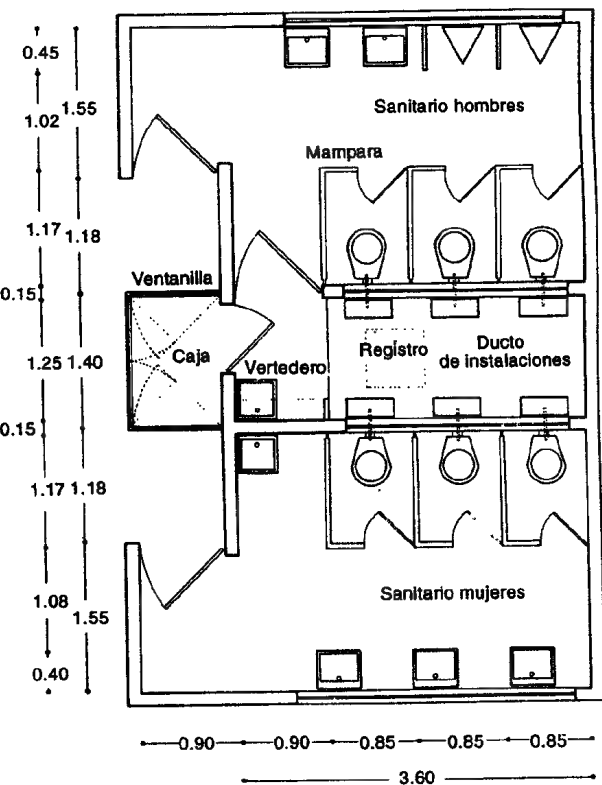 0.45
Sanitario hombres
1.02
1.55
Mampara
1.17
1.18
Ventanilla
0.15
Caja
Registro
Ducto
de instalaciones
1.25
1.40
Vertedero
0.15
1.17
1.18
Sanitario mujeres
1.08
1.55
0.40
0.90
0.90
0.85
0.85
0.85
3.60